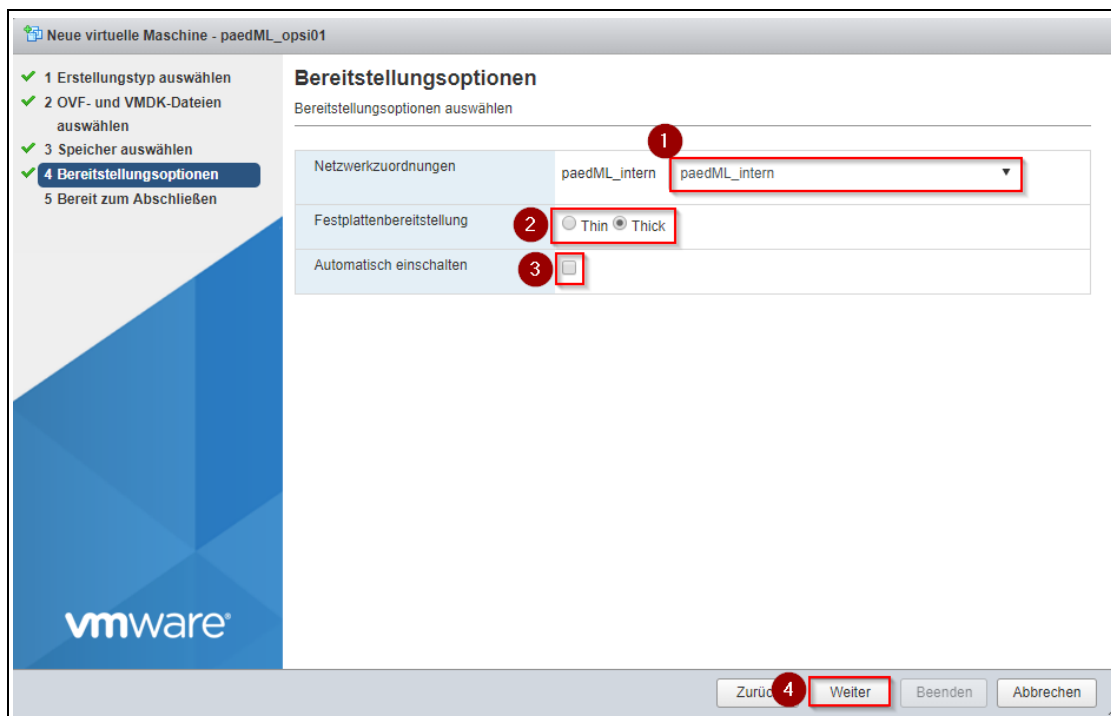 Neue virtuelle Maschine - paedML_opsi01
1 Erstellungstyp auswählen
2 OVF- und VMDK-Dateien
auswählen
3 Speicher auswählen
4 Bereitstellungsoptionen
5 Bereit zum Abschließen
vmware®
Bereitstellungsoptionen
Bereitstellungsoptionen auswählen
1
Netzwerkzuordnungen paedML_intern paedML_intern
Festplattenbereitstellung 2 Thin Thick
Automatisch einschalten 3
4 Weiter Beenden Abbrechen